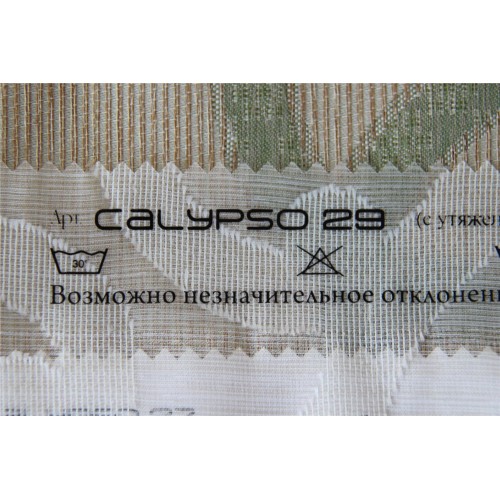 Арт. CALYPSO 29 (с утяжел
30°
Возможно незначительное отклонени